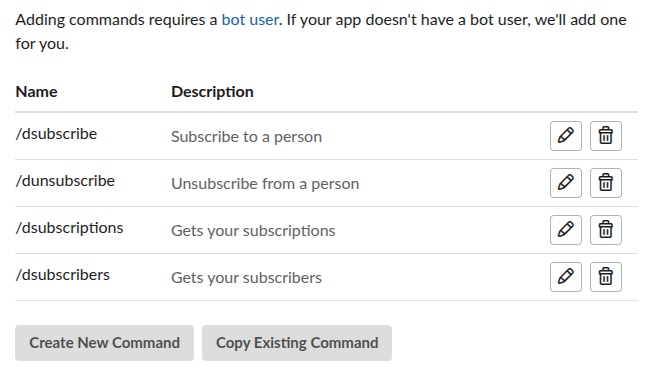 Adding commands requires a bot user. If your app doesn't have a bot user, we'll add one
for you.
Name Description
/dsubscribe Subscribe to a person
/dunsubscribe Unsubscribe from a person
/dsubscriptions Gets your subscriptions
/dsubscribers Gets your subscribers
Create New Command Copy Existing Command